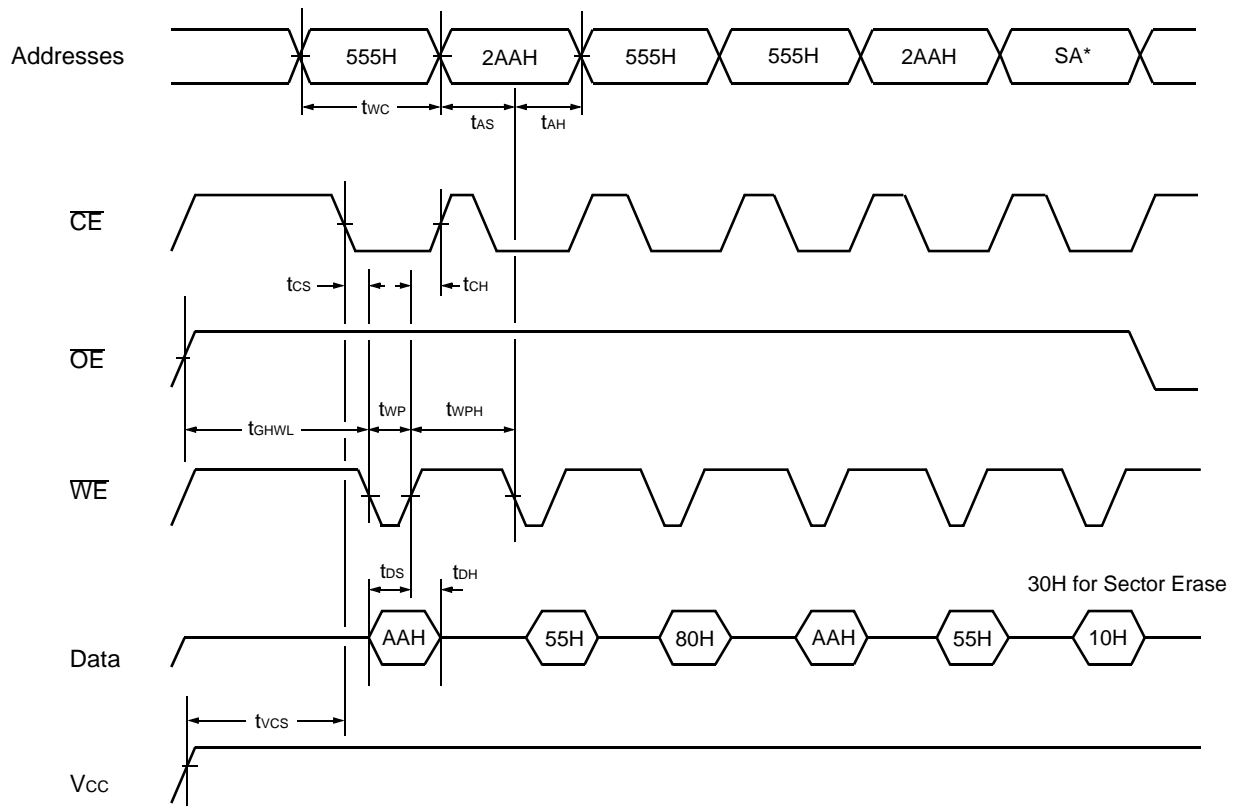 Addresses 555H 2AAH 555H 555H 2AAH SA*
tWC tAS tAH
CE
tCS tCH
OE
tGHWL tWP tWPH
WE
tDS tDH
30H for Sector Erase
Data AAH 55H 80H AAH 55H 10H
tVCS
VCC